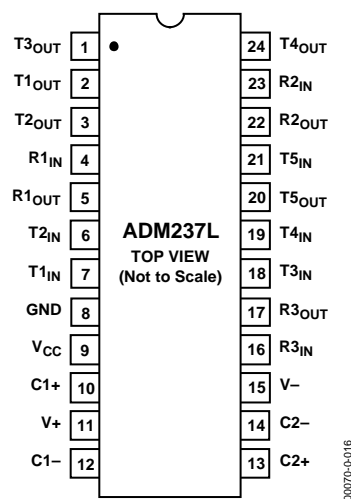 T3OUT 1 24 T4OUT
T1OUT 2 23 R2IN
T2OUT 3 22 R2OUT
R1IN 4 21 T5IN
R1OUT 5 20 T5OUT
T2IN 6 ADM237L 19 T4IN
TOP VIEW
T1IN 7 (Not to Scale) 18 T3IN
GND 8 17 R3OUT
VCC 9 16 R3IN
C1+ 10 15 V–
V+ 11 14 C2–
C1– 12 13 C2+
00070-0-016